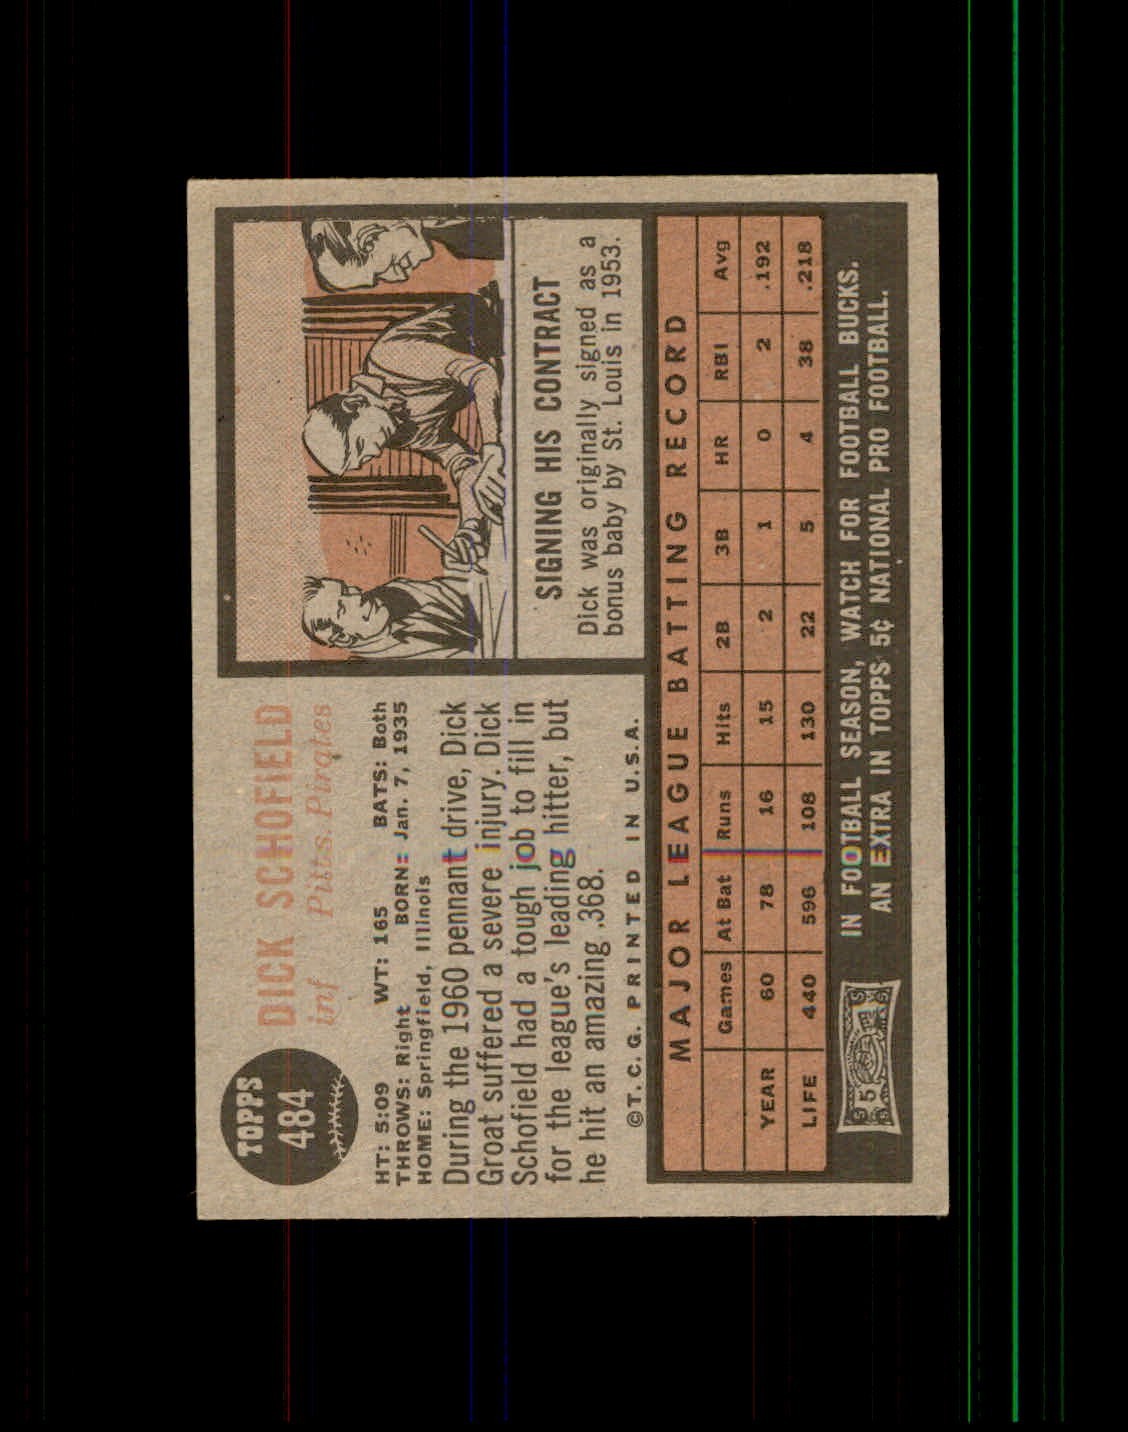 TOPPS
484
DICK SCHOFIELD
inf Pitts. Pirates
HT: 5:09 WT: 165 BATS: Both
THROWS: Right BORN: Jan. 7, 1935
HOME: Springfield, Illinois
During the 1960 pennant drive, Dick
Groat suffered a severe injury. Dick
Schofield had a tough job to fill in
for the league's leading hitter, but
he hit an amazing .368.
©T. C. G. PRINTED IN U.S.A.
SIGNING HIS CONTRACT
Dick was originally signed as a
bonus baby by St. Louis in 1953.
MAJOR LEAGUE BATTING RECORD
Games At Bat Runs Hits 2B 3B HR RBI Avg
YEAR 60 78 16 15 2 1 0 2 .192
LIFE 440 596 108 130 22 5 4 38 .218
IN FOOTBALL SEASON, WATCH FOR FOOTBALL BUCKS.
AN EXTRA IN TOPPS 5¢ NATIONAL PRO FOOTBALL.